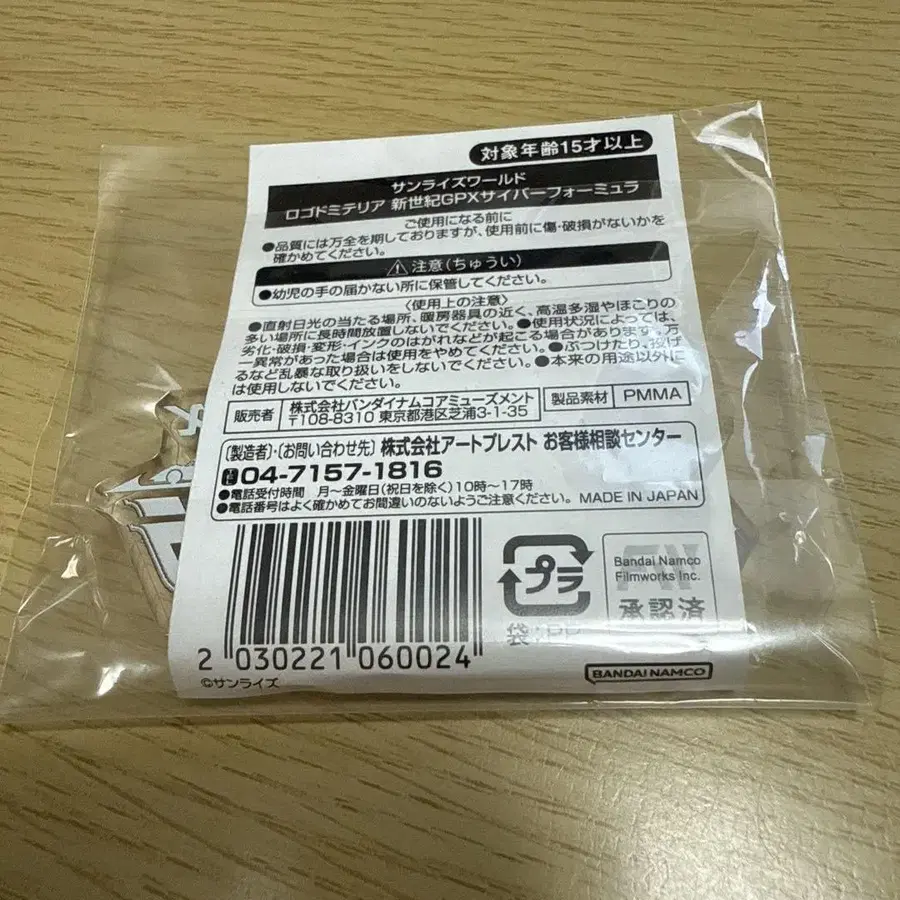 対象年齢15才以上
サンライズワールド
ロゴドミテリア 新世紀GPXサイバーフォーミュラ
ご使用になる前に
●品質には万全を期しておりますが、使用前に傷・破損がないかを
確かめてください。
⚠注意(ちゅうい)
●幼児の手の届かない所に保管してください。
〈使用上の注意〉
●直射日光の当たる場所、暖房器具の近く、高温多湿やほこりの
多い場所に長時間放置しないでください。●使用状況によっては、
劣化・破損・変形・インクのはがれなどが起こる場合があります。万
一異常があった場合は使用をやめてください。●ぶつけたり、投げ
るなど乱暴な取り扱いをしないでください。●本来の用途以外に
は使用しないでください。
販売者 株式会社バンダイナムコアミューズメント
〒108-8310 東京都港区芝浦3-1-35
製品素材 PMMA
〔製造者〕・〔お問い合わせ先〕 株式会社アートプレスト お客様相談センター
04-7157-1816
●電話受付時間 月〜金曜日(祝日を除く)10時〜17時
●電話番号はよく確かめてお間違いのないようご注意ください。 MADE IN JAPAN
プラ
袋:PP
FW
Bandai Namco
Filmworks Inc.
承認済
2 030221 060024
©サンライズ
BANDAI NAMCO